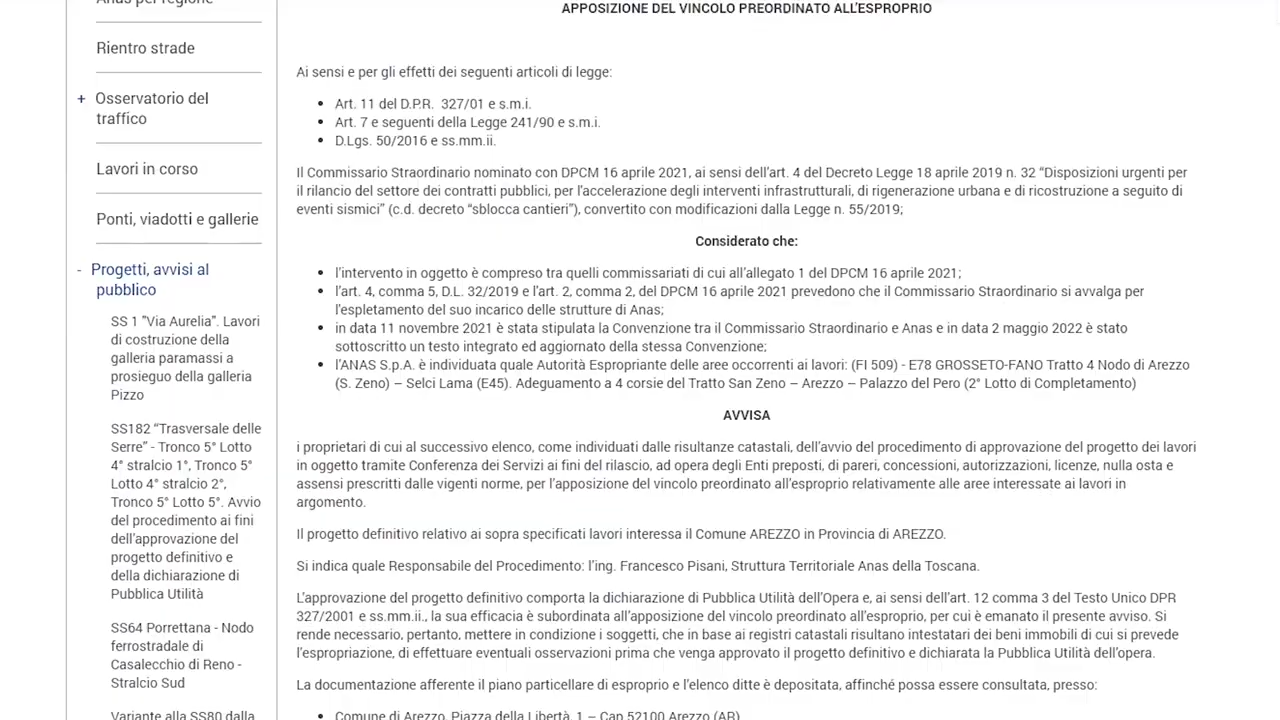 Anas per regione
Rientro strade
+ Osservatorio del
traffico
Lavori in corso
Ponti, viadotti e gallerie
- Progetti, avvisi al
pubblico
SS 1 "Via Aurelia". Lavori
di costruzione della
galleria paramassi a
prosieguo della galleria
Pizzo
SS182 “Trasversale delle
Serre” - Tronco 5° Lotto
4° stralcio 1°, Tronco 5°
Lotto 4° stralcio 2°,
Tronco 5° Lotto 5°. Avvio
del procedimento ai fini
dell’approvazione del
progetto definitivo e
della dichiarazione di
Pubblica Utilità
SS64 Porrettana - Nodo
ferrostradale di
Casalecchio di Reno -
Stralcio Sud
Variante alla SS80 dalla
APPOSIZIONE DEL VINCOLO PREORDINATO ALL’ESPROPRIO
Ai sensi e per gli effetti dei seguenti articoli di legge:
• Art. 11 del D.P.R. 327/01 e s.m.i.
• Art. 7 e seguenti della Legge 241/90 e s.m.i.
• D.Lgs. 50/2016 e ss.mm.ii.
Il Commissario Straordinario nominato con DPCM 16 aprile 2021, ai sensi dell’art. 4 del Decreto Legge 18 aprile 2019 n. 32 “Disposizioni urgenti per
il rilancio del settore dei contratti pubblici, per l’accelerazione degli interventi infrastrutturali, di rigenerazione urbana e di ricostruzione a seguito di
eventi sismici” (c.d. decreto “sblocca cantieri”), convertito con modificazioni dalla Legge n. 55/2019;
Considerato che:
• l’intervento in oggetto è compreso tra quelli commissariati di cui all’allegato 1 del DPCM 16 aprile 2021;
• l’art. 4, comma 5, D.L. 32/2019 e l’art. 2, comma 2, del DPCM 16 aprile 2021 prevedono che il Commissario Straordinario si avvalga per
l’espletamento del suo incarico delle strutture di Anas;
• in data 11 novembre 2021 è stata stipulata la Convenzione tra il Commissario Straordinario e Anas e in data 2 maggio 2022 è stato
sottoscritto un testo integrato ed aggiornato della stessa Convenzione;
• l’ANAS S.p.A. è individuata quale Autorità Espropriante delle aree occorrenti ai lavori: (FI 509) - E78 GROSSETO-FANO Tratto 4 Nodo di Arezzo
(S. Zeno) – Selci Lama (E45). Adeguamento a 4 corsie del Tratto San Zeno – Arezzo – Palazzo del Pero (2° Lotto di Completamento)
AVVISA
i proprietari di cui al successivo elenco, come individuati dalle risultanze catastali, dell’avvio del procedimento di approvazione del progetto dei lavori
in oggetto tramite Conferenza dei Servizi ai fini del rilascio, ad opera degli Enti preposti, di pareri, concessioni, autorizzazioni, licenze, nulla osta e
assensi prescritti dalle vigenti norme, per l’apposizione del vincolo preordinato all’esproprio relativamente alle aree interessate ai lavori in
argomento.
Il progetto definitivo relativo ai sopra specificati lavori interessa il Comune AREZZO in Provincia di AREZZO.
Si indica quale Responsabile del Procedimento: l’ing. Francesco Pisani, Struttura Territoriale Anas della Toscana.
L’approvazione del progetto definitivo comporta la dichiarazione di Pubblica Utilità dell’Opera e, ai sensi dell’art. 12 comma 3 del Testo Unico DPR
327/2001 e ss.mm.ii., la sua efficacia è subordinata all’apposizione del vincolo preordinato all’esproprio, per cui è emanato il presente avviso. Si
rende necessario, pertanto, mettere in condizione i soggetti, che in base ai registri catastali risultano intestatari dei beni immobili di cui si prevede
l’espropriazione, di effettuare eventuali osservazioni prima che venga approvato il progetto definitivo e dichiarata la Pubblica Utilità dell’opera.
La documentazione afferente il piano particellare di esproprio e l’elenco ditte è depositata, affinché possa essere consultata, presso:
• Comune di Arezzo, Piazza della Libertà, 1 – Cap 52100 Arezzo (AR)